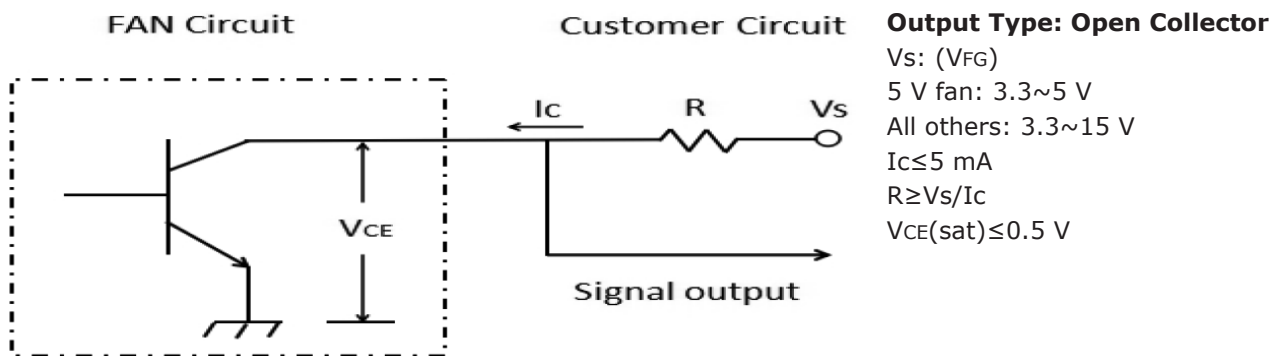 FAN Circuit
Customer Circuit
Output Type: Open Collector
Vs: (VFG)
5 V fan: 3.3~5 V
All others: 3.3~15 V
Ic≤5 mA
R≥Vs/Ic
VCE(sat)≤0.5 V
Ic
R
Vs
VCE
Signal output